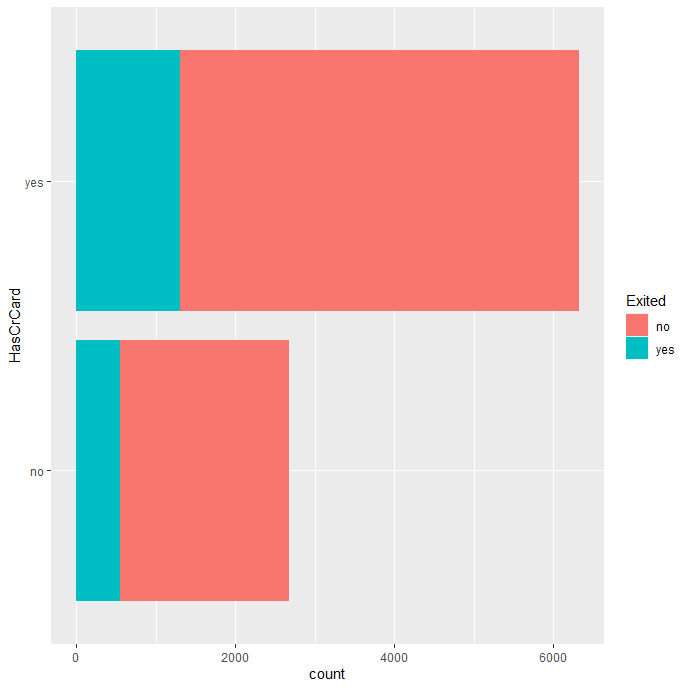 yes
no
HasCrCard
0
2000
4000
6000
count
Exited
no
yes